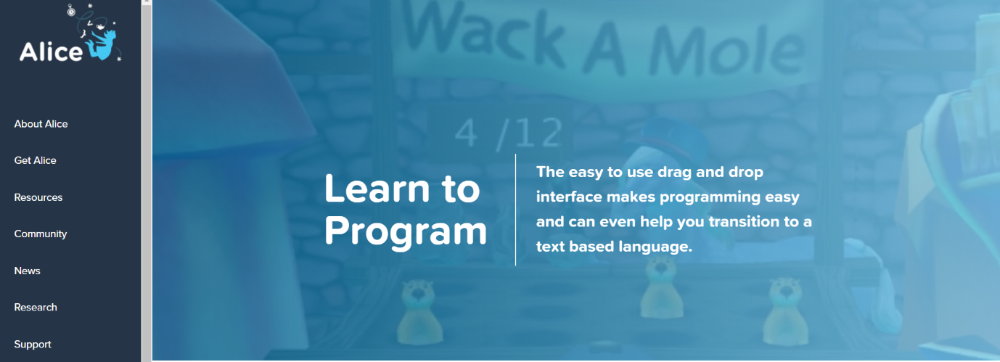 Alice
About Alice
Get Alice
Resources
Community
News
Research
Support
Wack A Mole
4 /12
Learn to
Program
The easy to use drag and drop
interface makes programming easy
and can even help you transition to a
text based language.